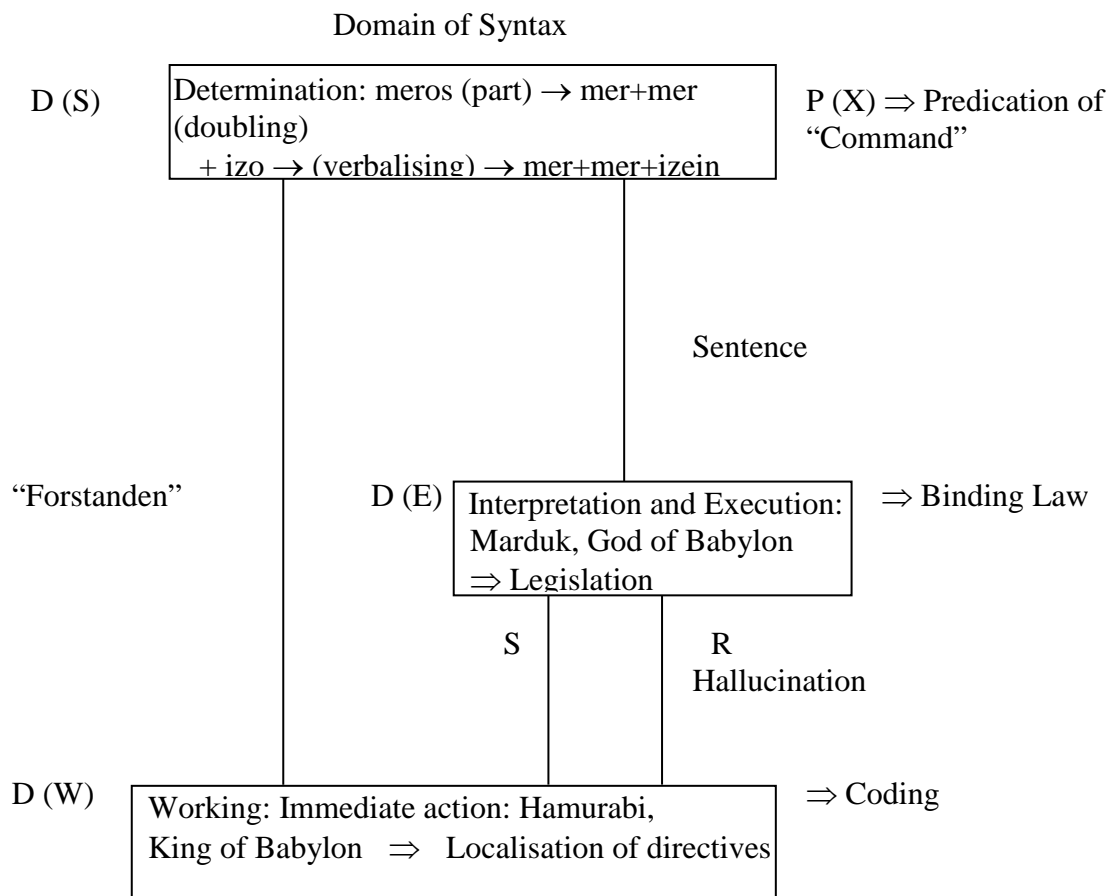 Domain of Syntax
D (S)
Determination: meros (part) → mer+mer
(doubling)
+ izo → (verbalising) → mer+mer+izein
P (X) ⇒ Predication of
“Command”
Sentence
“Forstanden”
D (E)
Interpretation and Execution:
Marduk, God of Babylon
⇒ Legislation
⇒ Binding Law
S
R
Hallucination
D (W)
Working: Immediate action: Hamurabi,
King of Babylon ⇒ Localisation of directives
⇒ Coding